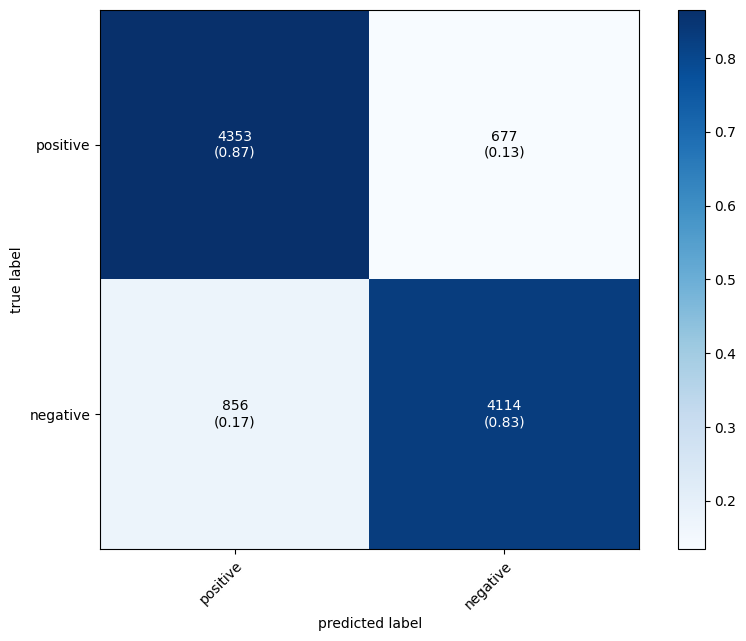 positive
4353
(0.87)
677
(0.13)
negative
856
(0.17)
4114
(0.83)
true label
positive
negative
predicted label
0.8
0.7
0.6
0.5
0.4
0.3
0.2